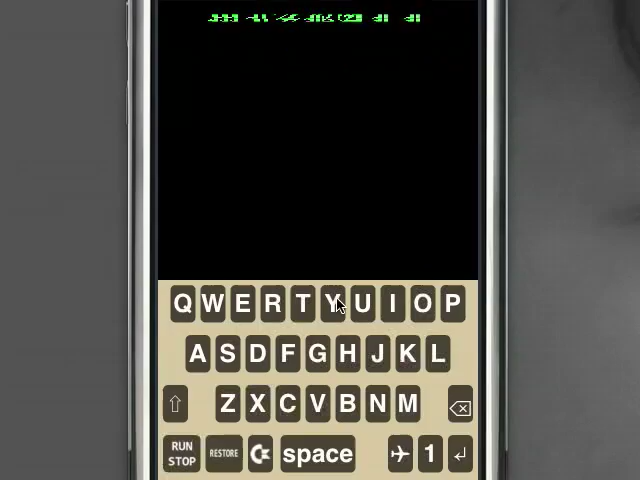 Q W E R T Y U I O P
A S D F G H J K L
Z X C V B N M
RUN STOP RESTORE space 1